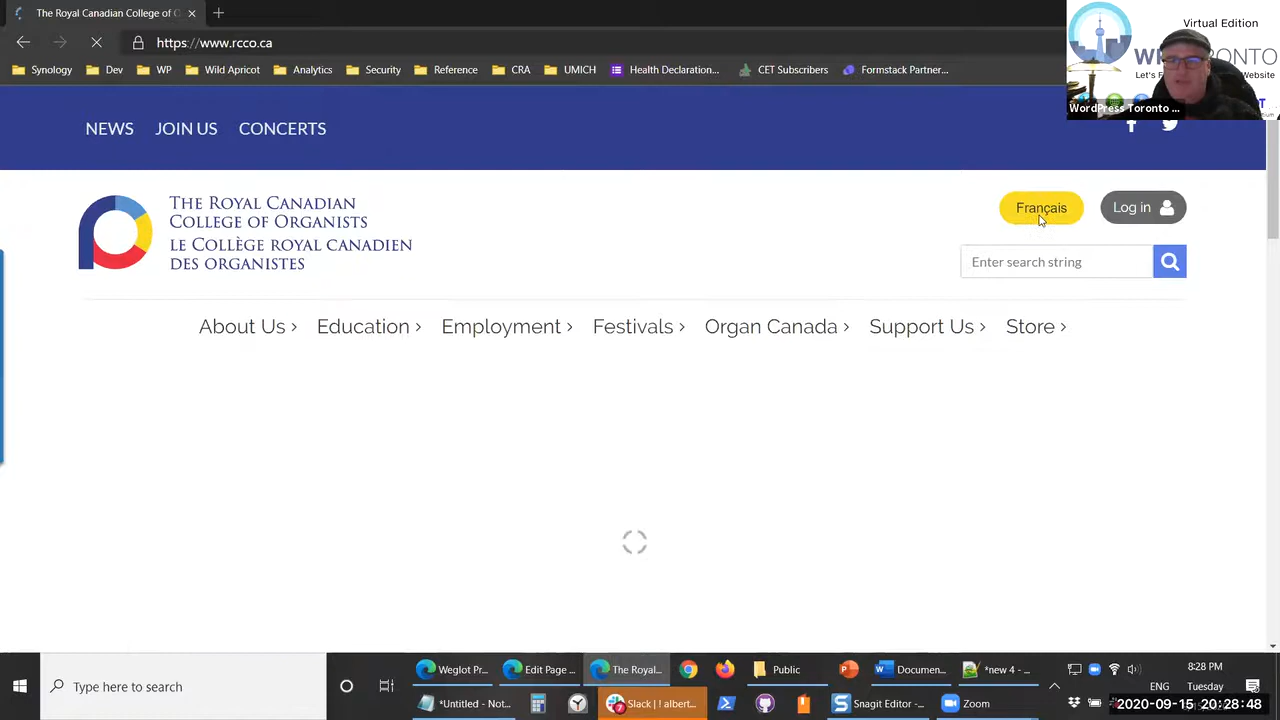 The Royal Canadian College of O
https://www.rcco.ca
Synology
Dev
WP
Wild Apricot
Analytics
CRA
UMICH
Health Declaration...
CET Subsc
Formstack Partner...
Virtual Edition
Let's F
Website
WordPress Toronto ...
NEWS
JOIN US
CONCERTS
THE ROYAL CANADIAN
COLLEGE OF ORGANISTS
LE COLLÈGE ROYAL CANADIEN
DES ORGANISTES
Français
Log in
Enter search string
About Us
Education
Employment
Festivals
Organ Canada
Support Us
Store
Weglot Pr...
Edit Page ...
The Royal...
Public
Documen...
*new 4 - ...
8:28 PM
Type here to search
ENG
Tuesday
*Untitled - Not...
Slack | ! albert...
Snagit Editor - ...
Zoom
2020-09-15 20:28:48